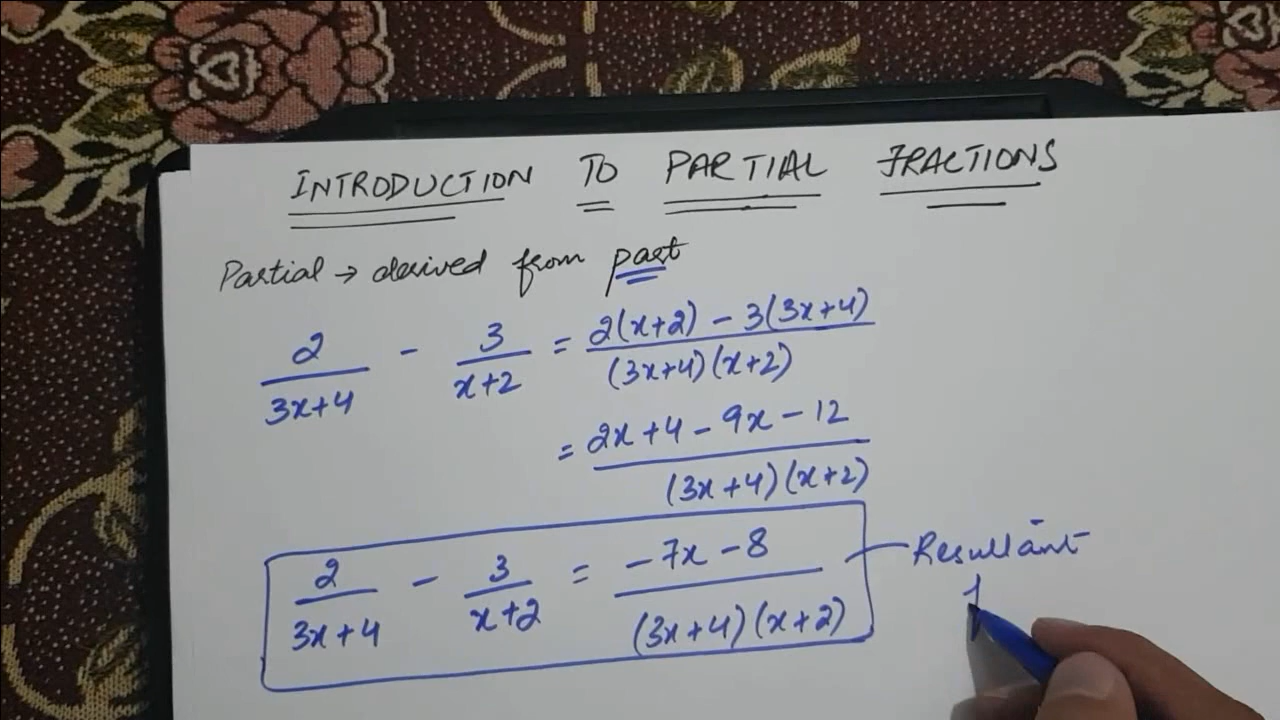 INTRODUCTION TO PARTIAL FRACTIONS
Partial → derived from part
2/(3x+4) - 3/(x+2) = (2(x+2) - 3(3x+4))/((3x+4)(x+2))
= (2x+4-9x-12)/((3x+4)(x+2))
2/(3x+4) - 3/(x+2) = (-7x-8)/((3x+4)(x+2))
Resultant